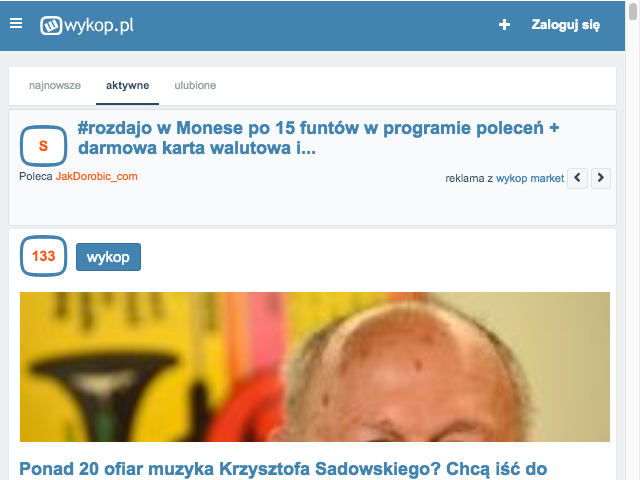 wykop.pl
+ Zaloguj się
najnowsze aktywne ulubione
S
#rozdajo w Monese po 15 funtów w programie poleceń +
darmowa karta walutowa i...
Poleca JakDorobic_com
reklama z wykop market
133 wykop
Ponad 20 ofiar muzyka Krzysztofa Sadowskiego? Chcą iść do